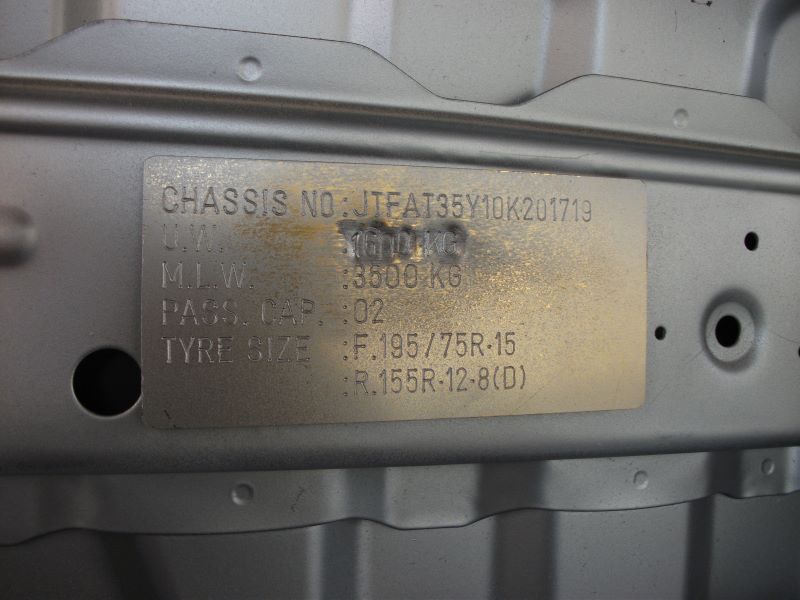 CHASSIS NO.:JTFAT35Y10K201719
U.W. : KG
M.L.W. :3500 KG
PASS. CAP. :02
TYRE SIZE :F.195/75R-15
:R.155R-12-8(D)